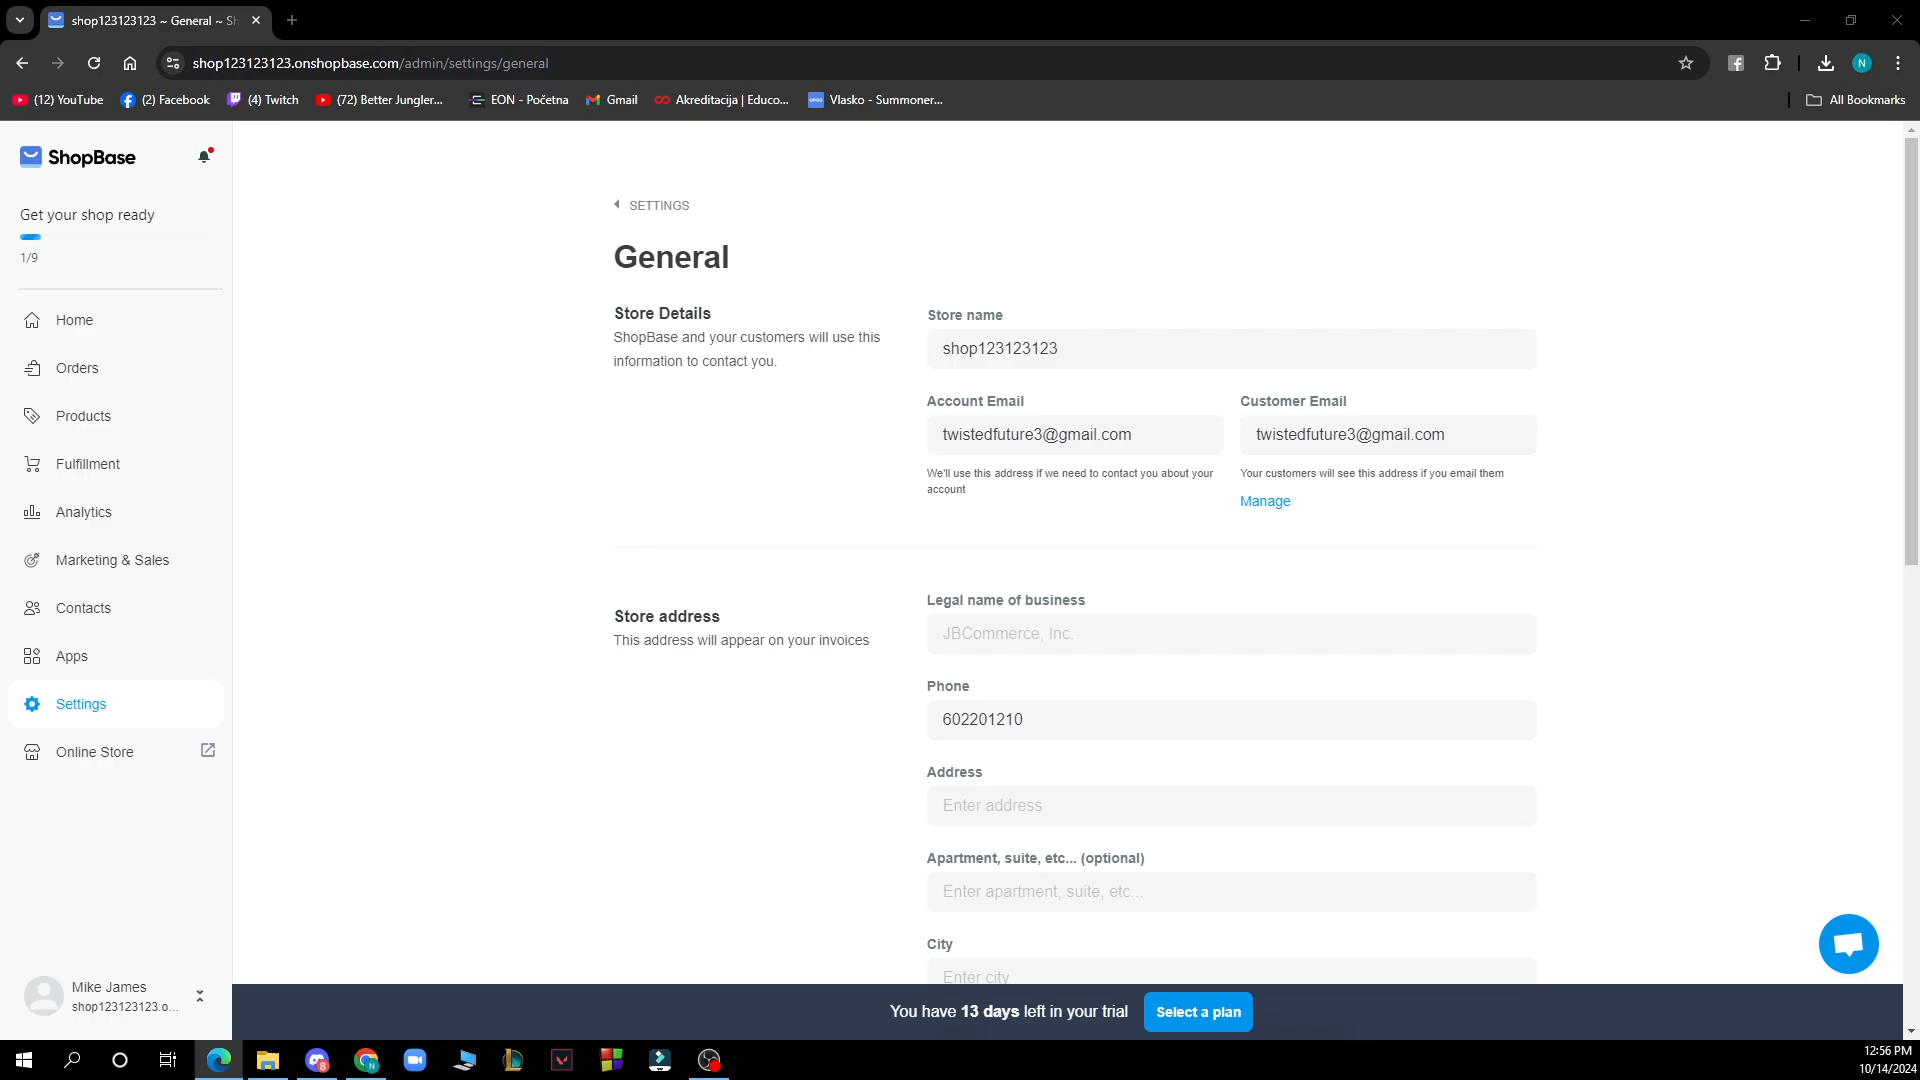 shop123123123 ~ General ~ Sh
shop123123123.onshopbase.com/admin/settings/general
(12) YouTube
(2) Facebook
(4) Twitch
(72) Better Jungler...
EON - Početna
Gmail
Akreditacija | Educo...
Vlasko - Summoner...
All Bookmarks
N
ShopBase
Get your shop ready
1/9
Home
Orders
Products
Fulfillment
Analytics
Marketing & Sales
Contacts
Apps
Settings
Online Store
Mike James
shop123123123.o...
SETTINGS
General
Store Details
ShopBase and your customers will use this
information to contact you.
Store name
shop123123123
Account Email
twistedfuture3@gmail.com
We'll use this address if we need to contact you about your
account
Customer Email
twistedfuture3@gmail.com
Your customers will see this address if you email them
Manage
Store address
This address will appear on your invoices
Legal name of business
JBCommerce, Inc.
Phone
602201210
Address
Enter address
Apartment, suite, etc... (optional)
Enter apartment, suite, etc...
City
Enter city
You have 13 days left in your trial
Select a plan
12:56 PM
10/14/2024